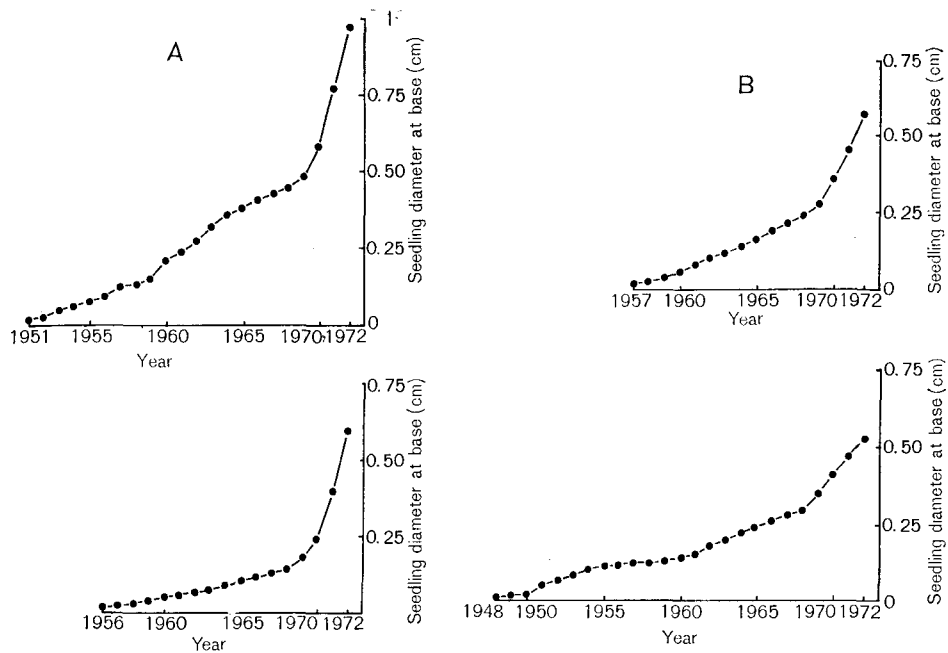 A
1
0.75
0.50
0.25
0
Seedling diameter at base (cm)
1951 1955 1960 1965 1970 1972
Year
B
0.75
0.50
0.25
0
Seedling diameter at base (cm)
1957 1960 1965 1970 1972
Year
0.75
0.50
0.25
Seedling diameter at base (cm)
1956 1960 1965 1970 1972
Year
0.75
0.50
0.25
0
Seedling diameter at base (cm)
1948 1950 1955 1960 1965 1970 1972
Year